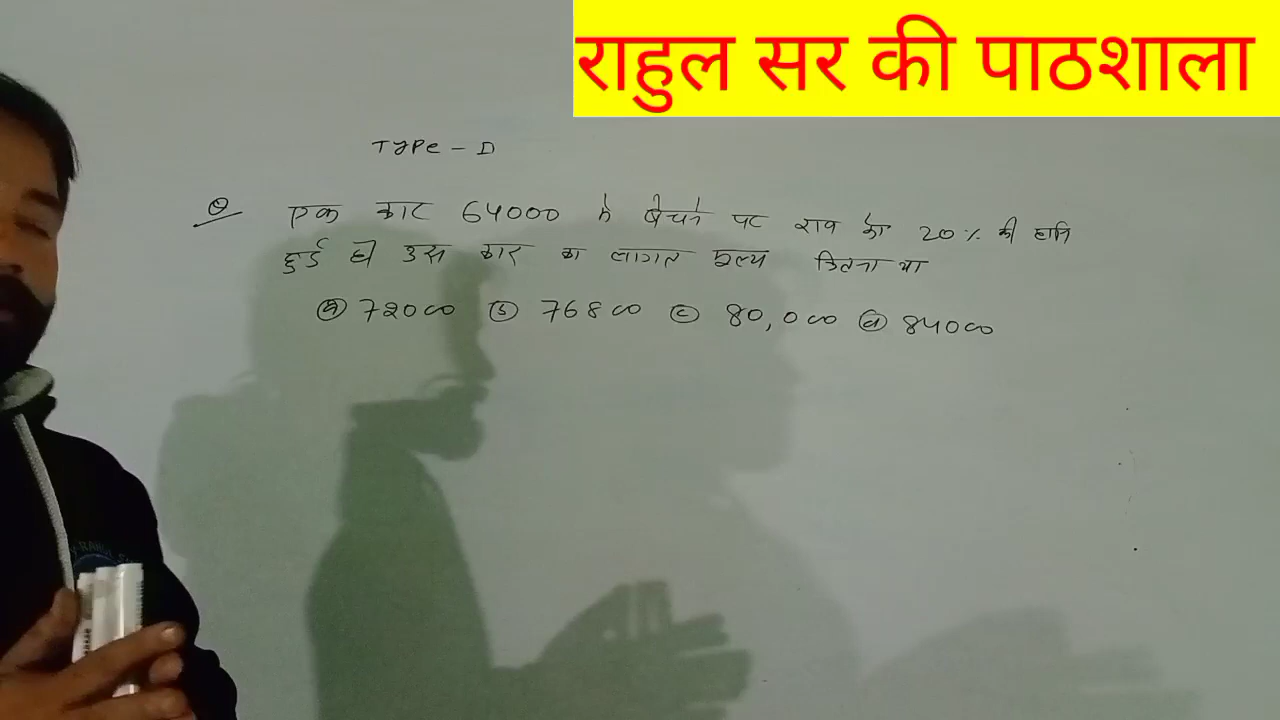 राहुल सर की पाठशाला
TYPE - D
Q एक कार 64000 मे बेचने पर राव को 20% की हानि
हुई हो उस कार का लागत मूल्य कितना था
(a) 72000 (b) 76800 (c) 80,000 (d) 84000